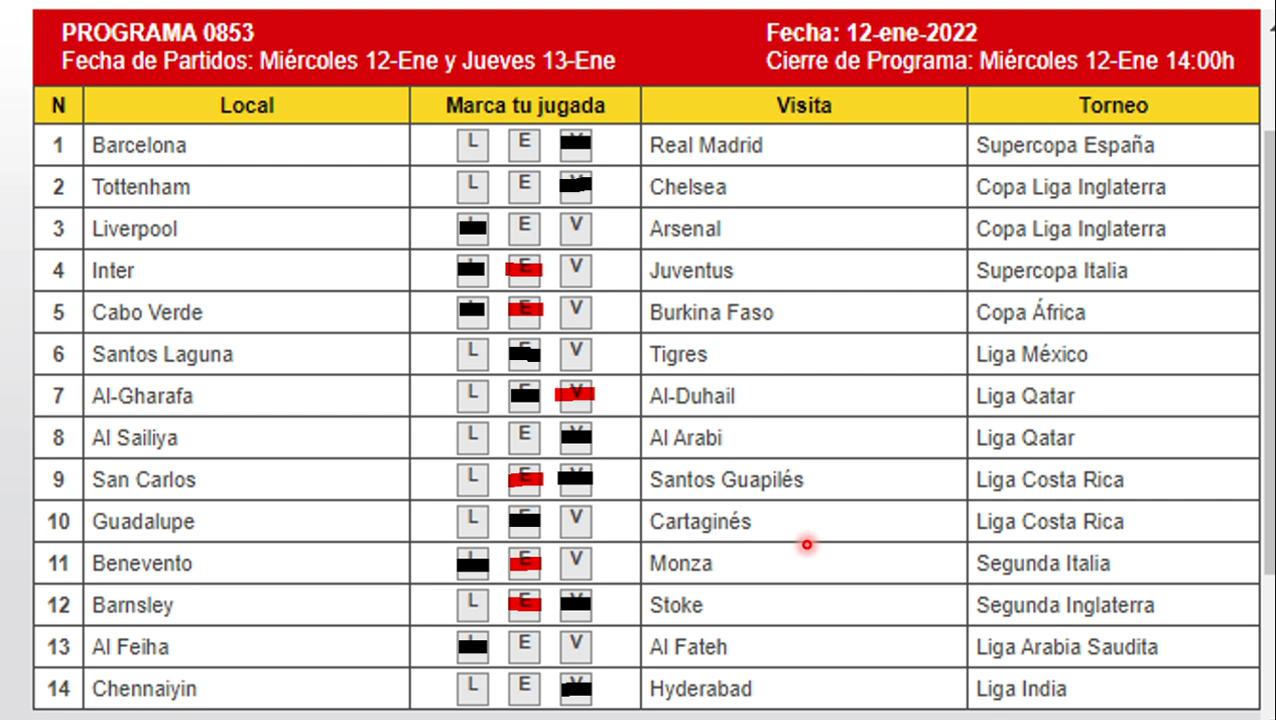 PROGRAMA 0853 Fecha: 12-ene-2022
Fecha de Partidos: Miércoles 12-Ene y Jueves 13-Ene Cierre de Programa: Miércoles 12-Ene 14:00h
N Local Marca tu jugada Visita Torneo
1 Barcelona L E Real Madrid Supercopa España
2 Tottenham L E Chelsea Copa Liga Inglaterra
3 Liverpool E V Arsenal Copa Liga Inglaterra
4 Inter E V Juventus Supercopa Italia
5 Cabo Verde E V Burkina Faso Copa África
6 Santos Laguna L V Tigres Liga México
7 Al-Gharafa L V Al-Duhail Liga Qatar
8 Al Sailiya L E Al Arabi Liga Qatar
9 San Carlos L E Santos Guapilés Liga Costa Rica
10 Guadalupe L V Cartaginés Liga Costa Rica
11 Benevento E V Monza Segunda Italia
12 Barnsley L E Stoke Segunda Inglaterra
13 Al Feiha E V Al Fateh Liga Arabia Saudita
14 Chennaiyin L E Hyderabad Liga India